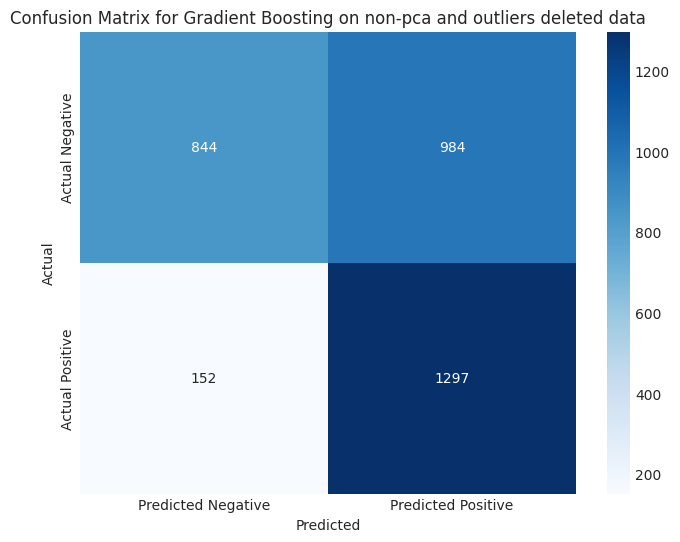 Confusion Matrix for Gradient Boosting on non-pca and outliers deleted data
Actual
Actual Negative
Actual Positive
844
984
152
1297
Predicted Negative
Predicted Positive
Predicted
1200
1000
800
600
400
200